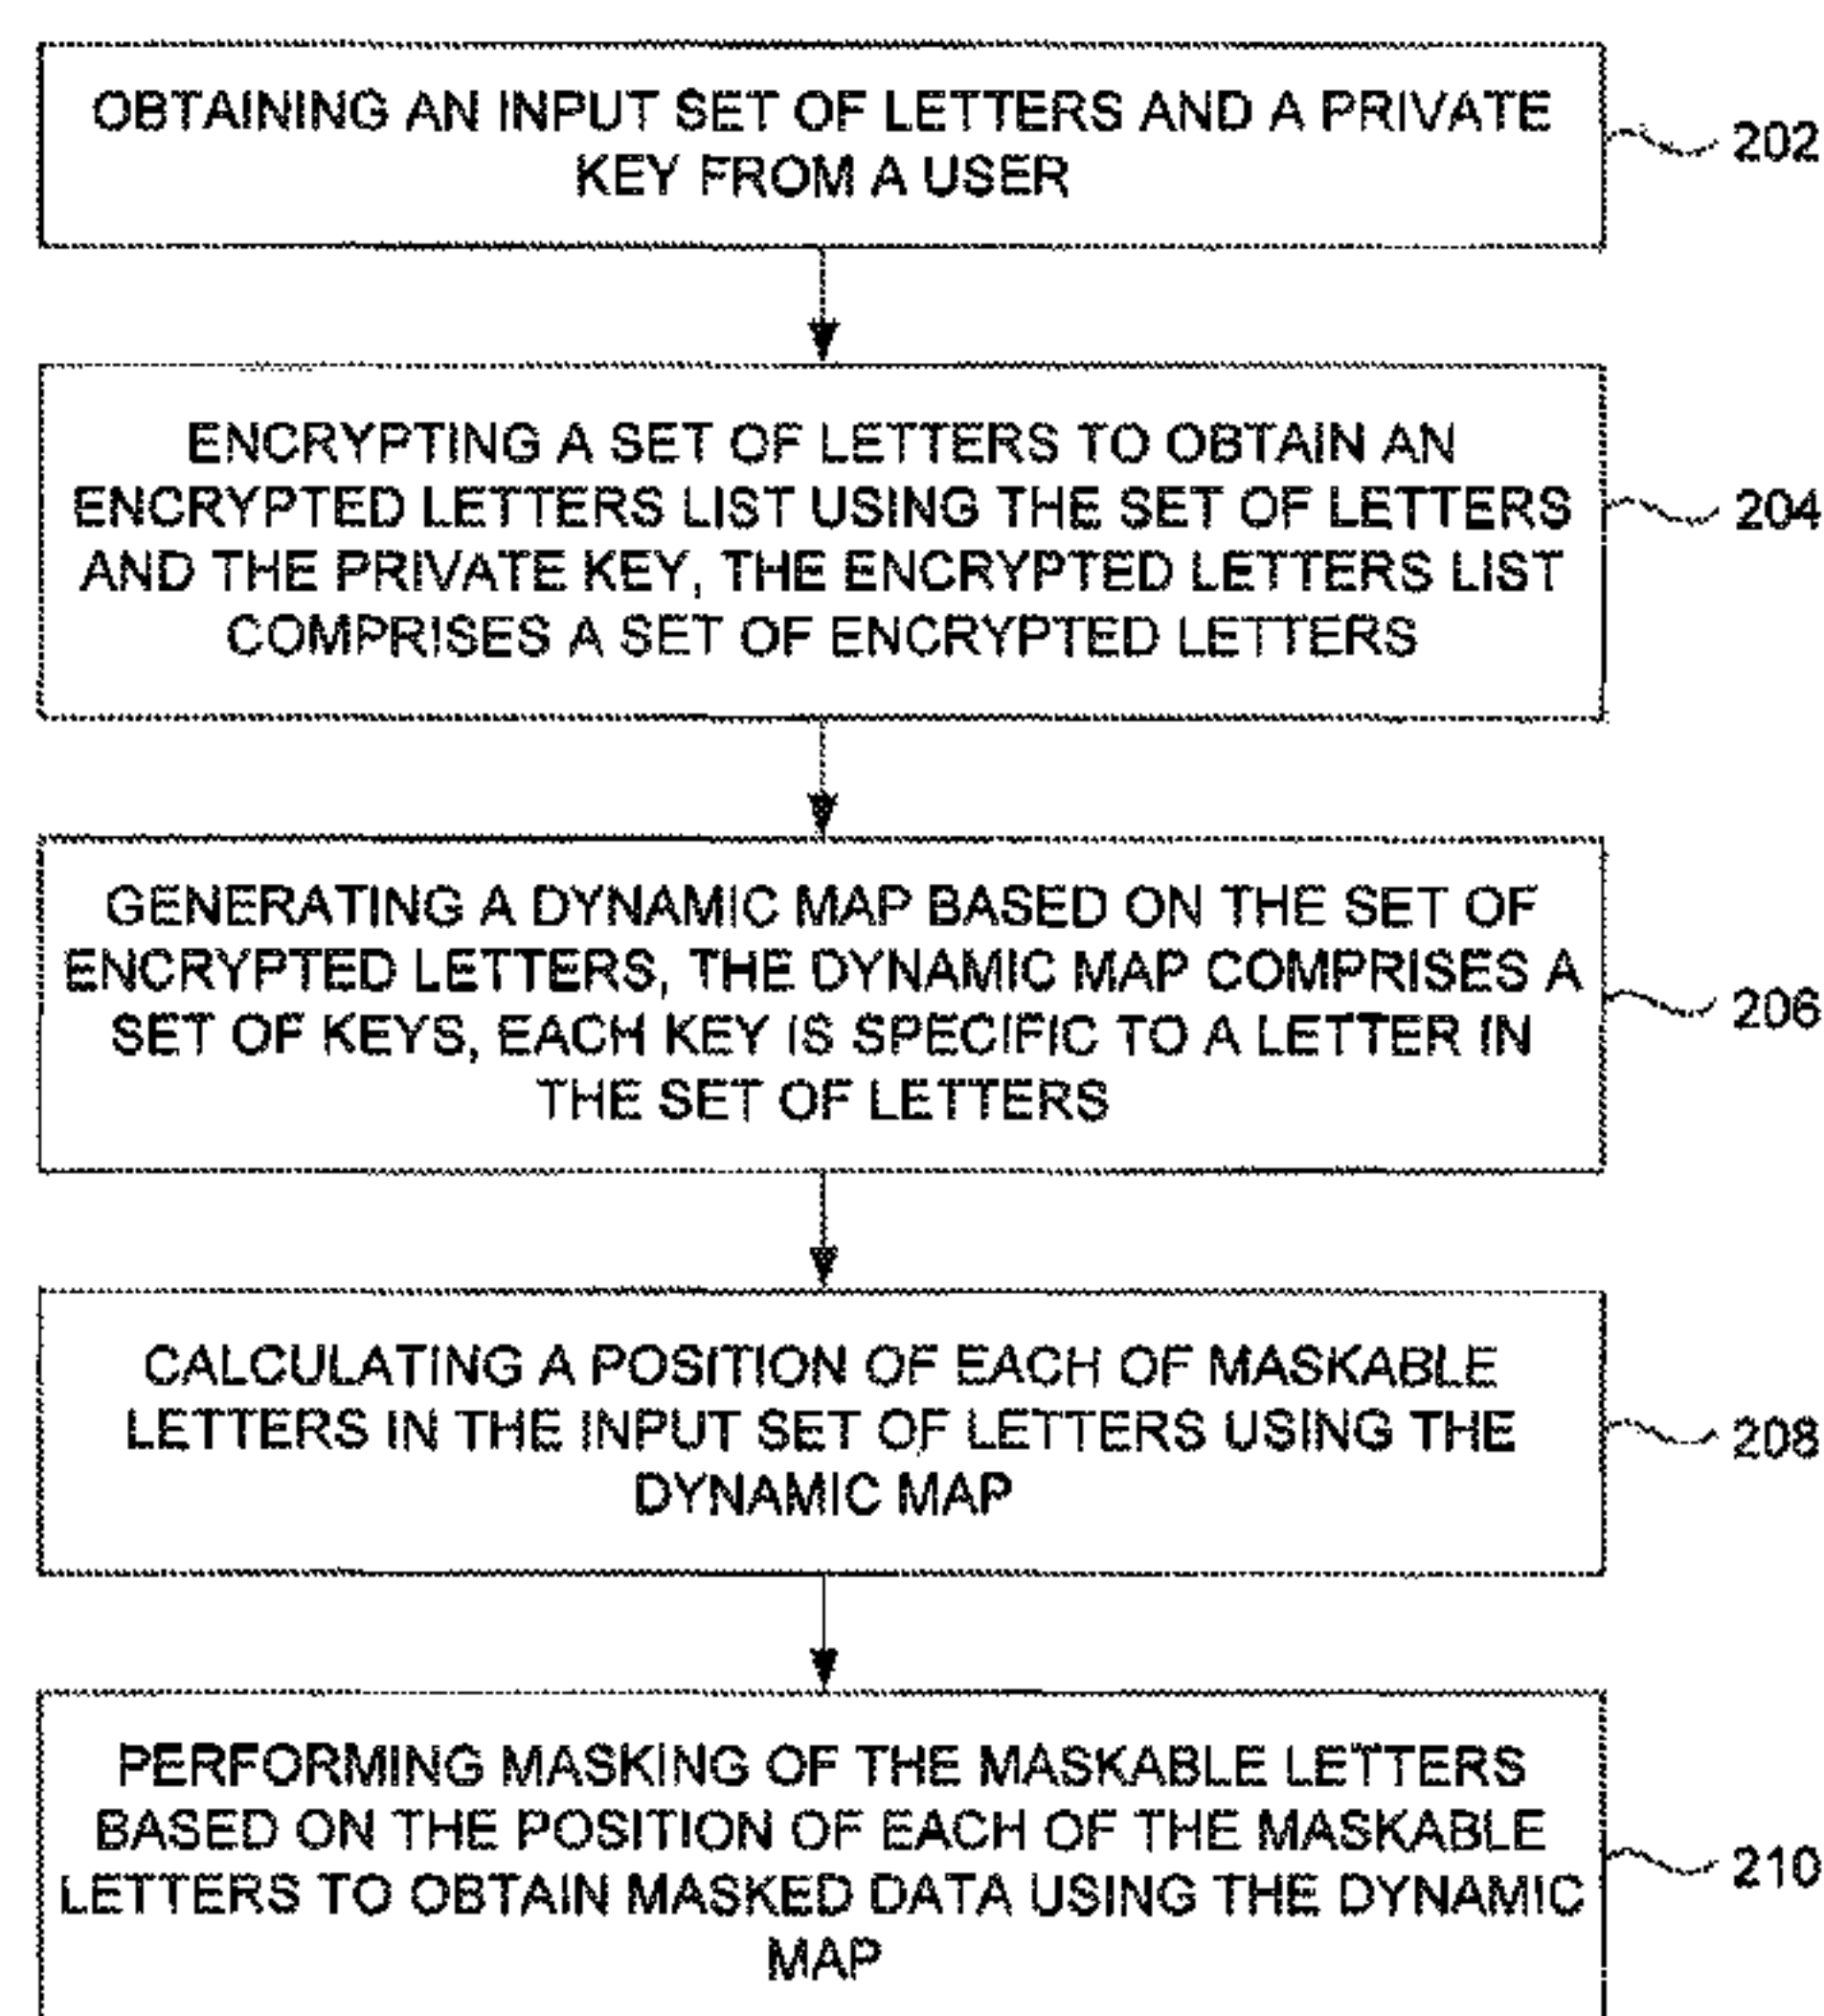 OBTAINING AN INPUT SET OF LETTERS AND A PRIVATE
KEY FROM A USER
202
ENCRYPTING A SET OF LETTERS TO OBTAIN AN
ENCRYPTED LETTERS LIST USING THE SET OF LETTERS
AND THE PRIVATE KEY, THE ENCRYPTED LETTERS LIST
COMPRISES A SET OF ENCRYPTED LETTERS
204
GENERATING A DYNAMIC MAP BASED ON THE SET OF
ENCRYPTED LETTERS, THE DYNAMIC MAP COMPRISES A
SET OF KEYS, EACH KEY IS SPECIFIC TO A LETTER IN
THE SET OF LETTERS
206
CALCULATING A POSITION OF EACH OF MASKABLE
LETTERS IN THE INPUT SET OF LETTERS USING THE
DYNAMIC MAP
208
PERFORMING MASKING OF THE MASKABLE LETTERS
BASED ON THE POSITION OF EACH OF THE MASKABLE
LETTERS TO OBTAIN MASKED DATA USING THE DYNAMIC
MAP
210